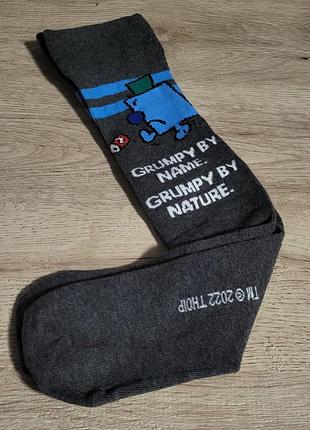 GRUMPY BY
NAME.
GRUMPY BY
NATURE.
TM © 2022 THOIP